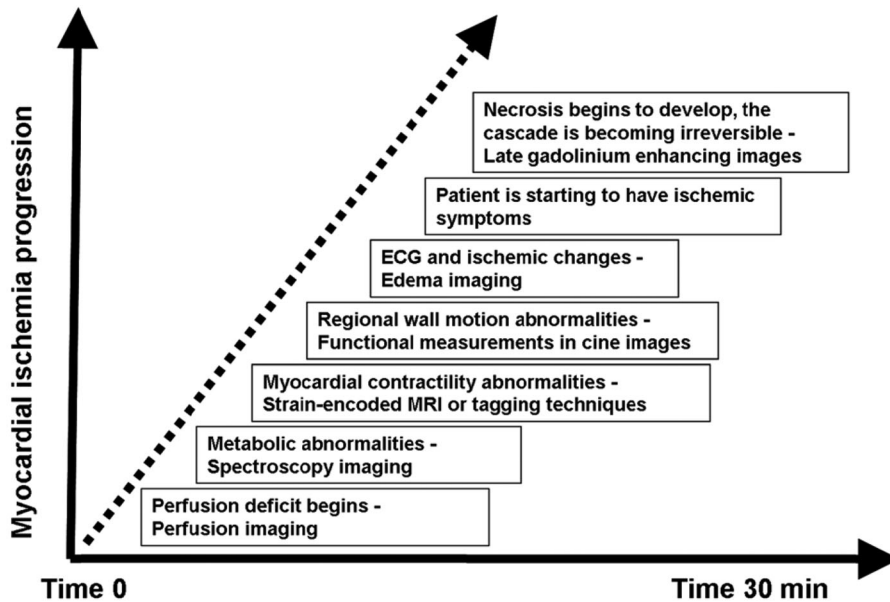 Myocardial ischemia progression
Necrosis begins to develop, the
cascade is becoming irreversible -
Late gadolinium enhancing images
Patient is starting to have ischemic
symptoms
ECG and ischemic changes -
Edema imaging
Regional wall motion abnormalities -
Functional measurements in cine images
Myocardial contractility abnormalities -
Strain-encoded MRI or tagging techniques
Metabolic abnormalities -
Spectroscopy imaging
Perfusion deficit begins -
Perfusion imaging
Time 0
Time 30 min